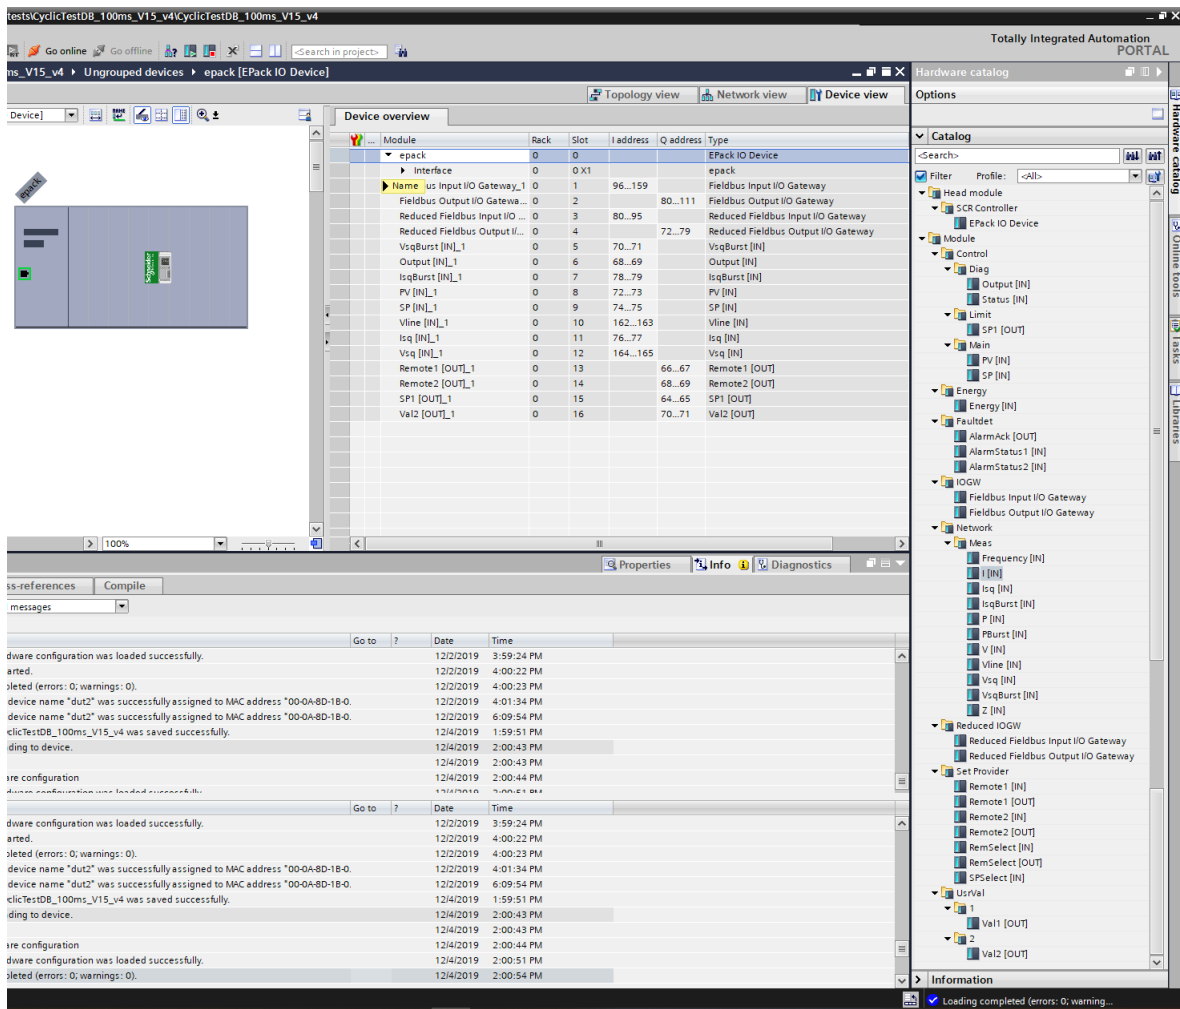 tests\CyclicTestDB_100ms_V15_v4\CyclicTestDB_100ms_V15_v4
Totally Integrated Automation
PORTAL
Go online Go offline <Search in project>
ms_V15_v4 ▸ Ungrouped devices ▸ epack [EPack IO Device]
Hardware catalog
Topology view Network view Device view
Options
Device]
Device overview
... Module Rack Slot I address Q address Type
epack 0 0 EPack IO Device
Interface 0 0 X1 epack
Name us Input I/O Gateway_1 0 1 96...159 Fieldbus Input I/O Gateway
Fieldbus Output I/O Gatewa... 0 2 80...111 Fieldbus Output I/O Gateway
Reduced Fieldbus Input I/O ... 0 3 80...95 Reduced Fieldbus Input I/O Gateway
Reduced Fieldbus Output I/... 0 4 72...79 Reduced Fieldbus Output I/O Gateway
VsqBurst [IN]_1 0 5 70...71 VsqBurst [IN]
Output [IN]_1 0 6 68...69 Output [IN]
IsqBurst [IN]_1 0 7 78...79 IsqBurst [IN]
PV [IN]_1 0 8 72...73 PV [IN]
SP [IN]_1 0 9 74...75 SP [IN]
Vline [IN]_1 0 10 162...163 Vline [IN]
Isq [IN]_1 0 11 76...77 Isq [IN]
Vsq [IN]_1 0 12 164...165 Vsq [IN]
Remote1 [OUT]_1 0 13 66...67 Remote1 [OUT]
Remote2 [OUT]_1 0 14 68...69 Remote2 [OUT]
SP1 [OUT]_1 0 15 64...65 SP1 [OUT]
Val2 [OUT]_1 0 16 70...71 Val2 [OUT]
epack
Schneider
100%
Catalog
<Search>
Filter Profile: <All>
Head module
SCR Controller
EPack IO Device
Module
Control
Diag
Output [IN]
Status [IN]
Limit
SP1 [OUT]
Main
PV [IN]
SP [IN]
Energy
Energy [IN]
Faultdet
AlarmAck [OUT]
AlarmStatus1 [IN]
AlarmStatus2 [IN]
IOGW
Fieldbus Input I/O Gateway
Fieldbus Output I/O Gateway
Network
Meas
Frequency [IN]
I [IN]
Isq [IN]
IsqBurst [IN]
P [IN]
PBurst [IN]
V [IN]
Vline [IN]
Vsq [IN]
VsqBurst [IN]
Z [IN]
Reduced IOGW
Reduced Fieldbus Input I/O Gateway
Reduced Fieldbus Output I/O Gateway
Set Provider
Remote1 [IN]
Remote1 [OUT]
Remote2 [IN]
Remote2 [OUT]
RemSelect [IN]
RemSelect [OUT]
SPSelect [IN]
UsrVal
1
Val1 [OUT]
2
Val2 [OUT]
Information
Hardware catalog
Online tools
Tasks
Libraries
Properties Info Diagnostics
ss-references Compile
messages
Go to ? Date Time
dware configuration was loaded successfully. 12/2/2019 3:59:24 PM
arted. 12/2/2019 4:00:22 PM
pleted (errors: 0; warnings: 0). 12/2/2019 4:00:23 PM
device name "dut2" was successfully assigned to MAC address "00-0A-8D-1B-0. 12/2/2019 4:01:34 PM
device name "dut2" was successfully assigned to MAC address "00-0A-8D-1B-0. 12/2/2019 6:09:54 PM
yclicTestDB_100ms_V15_v4 was saved successfully. 12/4/2019 1:59:51 PM
ding to device. 12/4/2019 2:00:43 PM
12/4/2019 2:00:43 PM
are configuration 12/4/2019 2:00:44 PM
dware configuration was loaded successfully. 12/4/2019 2:00:51 PM
Go to ? Date Time
dware configuration was loaded successfully. 12/2/2019 3:59:24 PM
arted. 12/2/2019 4:00:22 PM
pleted (errors: 0; warnings: 0). 12/2/2019 4:00:23 PM
device name "dut2" was successfully assigned to MAC address "00-0A-8D-1B-0. 12/2/2019 4:01:34 PM
device name "dut2" was successfully assigned to MAC address "00-0A-8D-1B-0. 12/2/2019 6:09:54 PM
yclicTestDB_100ms_V15_v4 was saved successfully. 12/4/2019 1:59:51 PM
ding to device. 12/4/2019 2:00:43 PM
12/4/2019 2:00:43 PM
are configuration 12/4/2019 2:00:44 PM
dware configuration was loaded successfully. 12/4/2019 2:00:51 PM
pleted (errors: 0; warnings: 0). 12/4/2019 2:00:54 PM
Loading completed (errors: 0; warning...